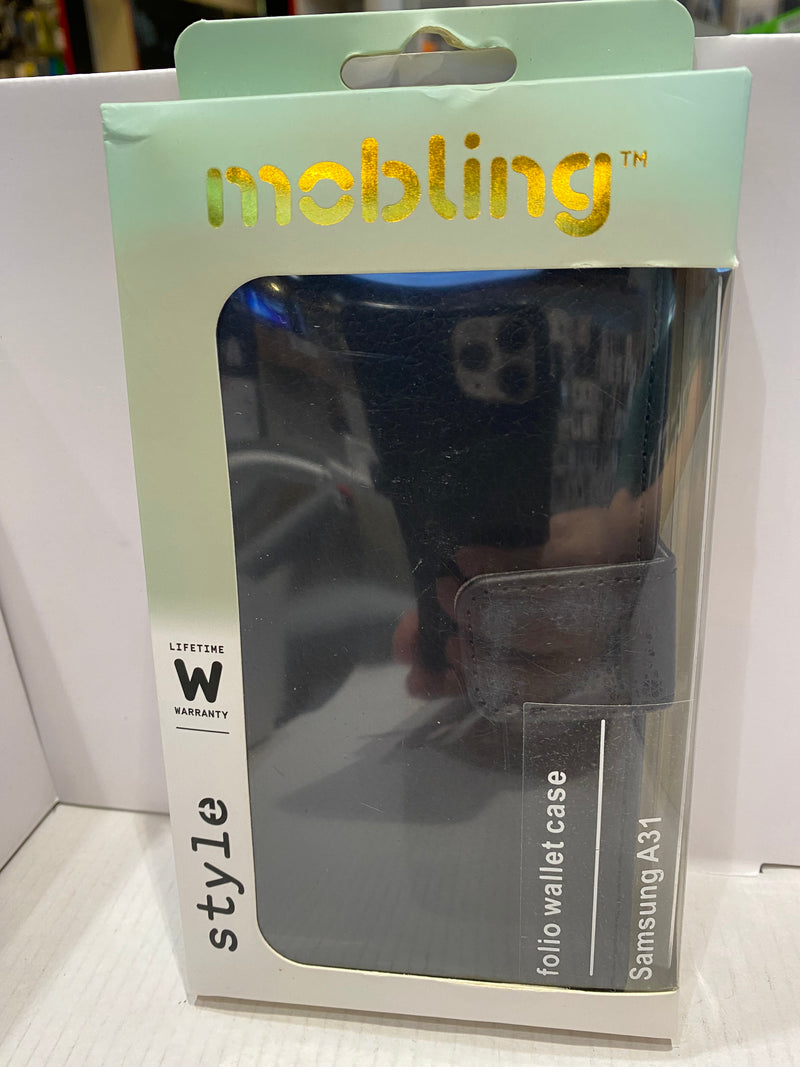 mobling™
LIFETIME
W
WARRANTY
style
folio wallet case
Samsung A31